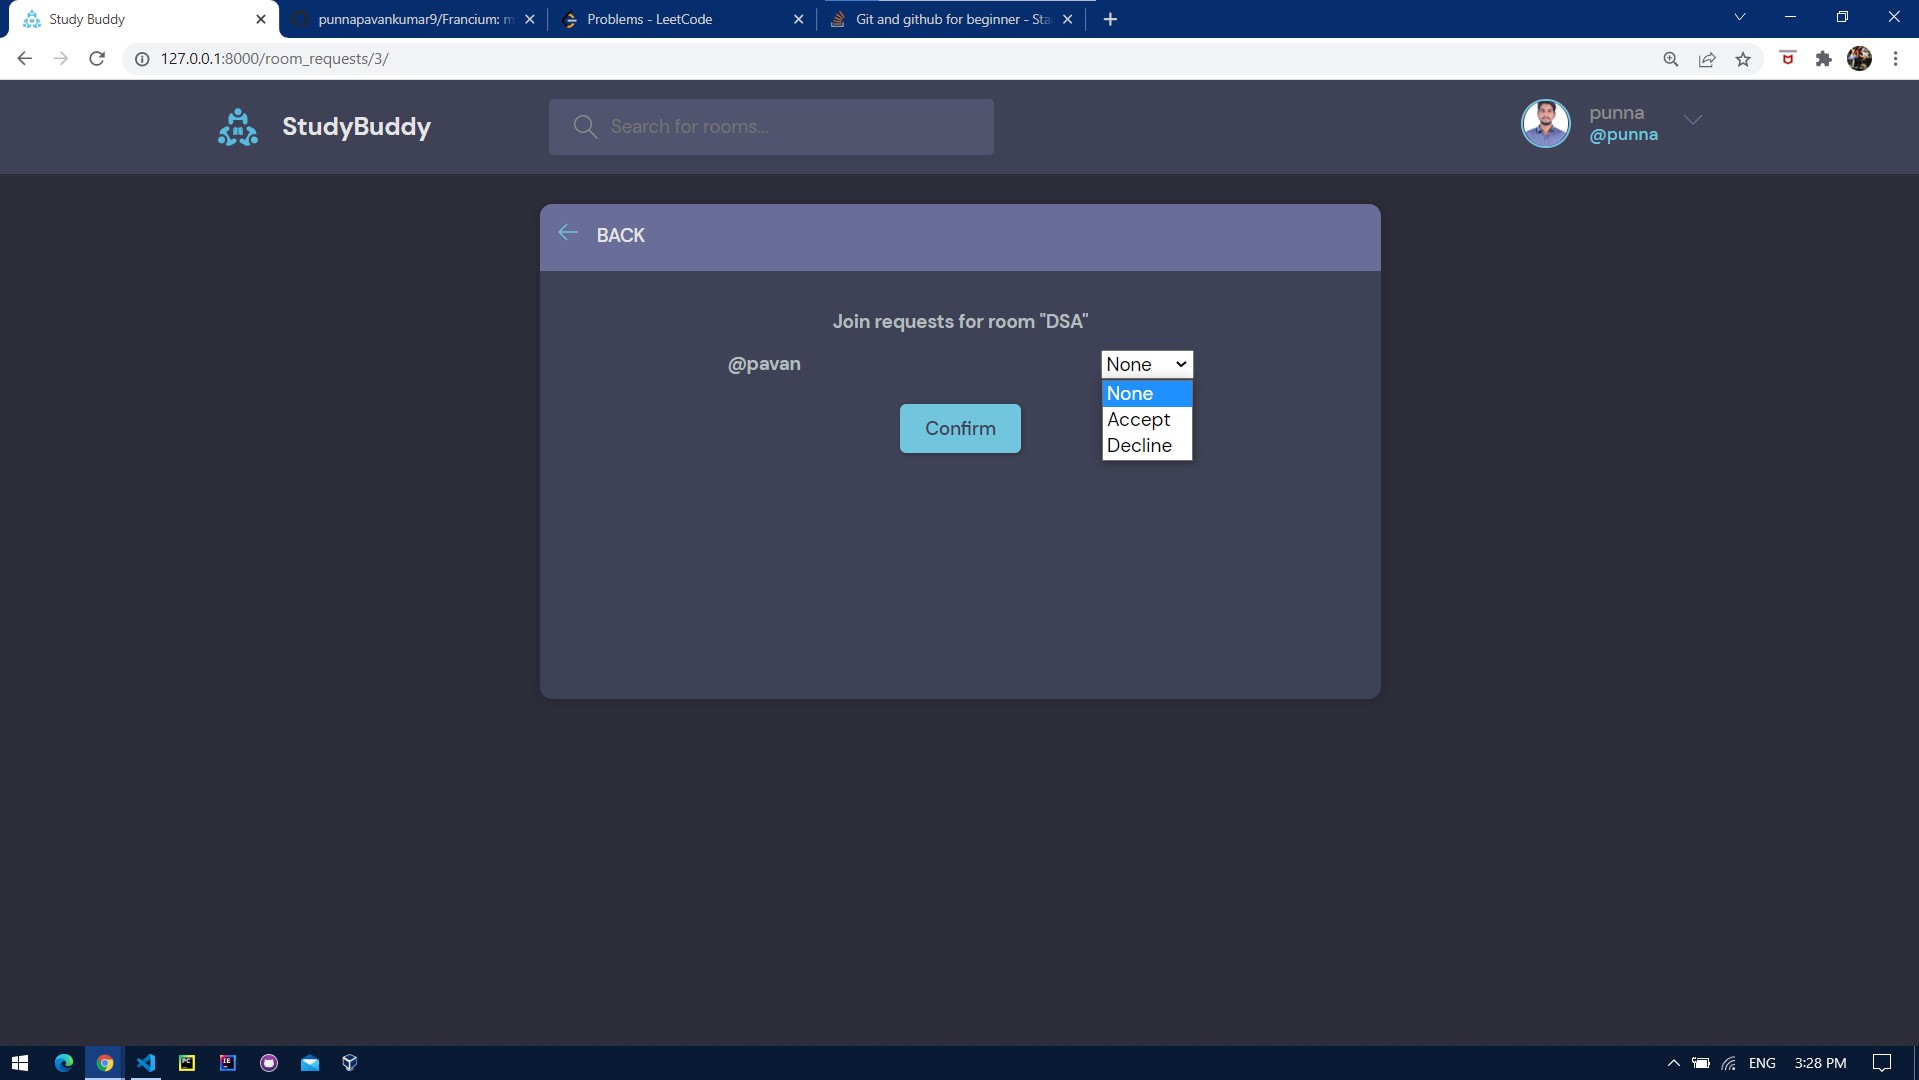 Study Buddy
punnapavankumar9/Francium: m
Problems - LeetCode
Git and github for beginner - Sta
127.0.0.1:8000/room_requests/3/
StudyBuddy
Search for rooms...
punna
@punna
BACK
Join requests for room "DSA"
@pavan
None
None
Accept
Decline
Confirm
PC
IE
ENG
3:28 PM